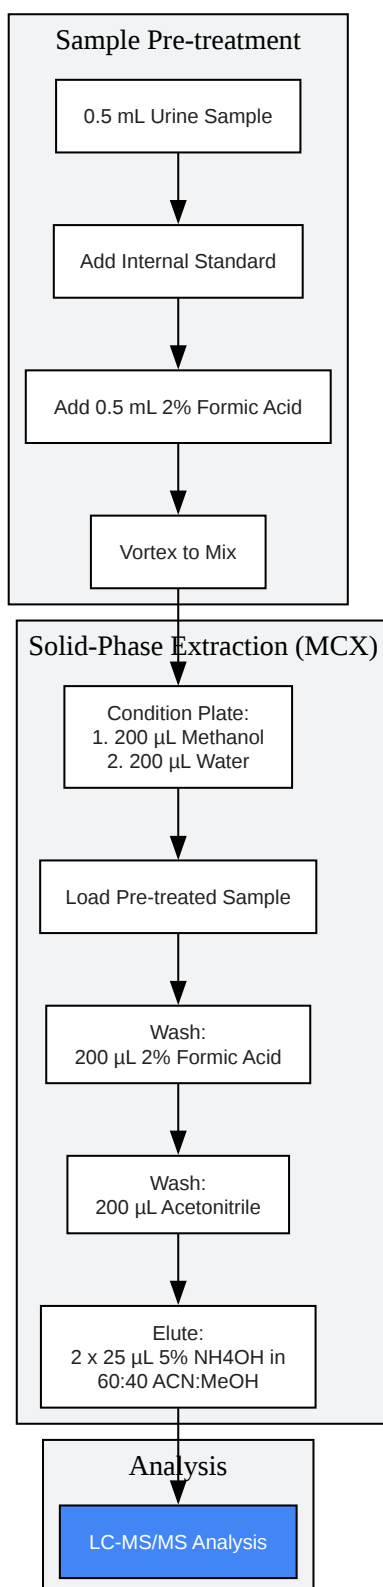 Sample Pre-treatment
0.5 mL Urine Sample
Add Internal Standard
Add 0.5 mL 2% Formic Acid
Vortex to Mix
Solid-Phase Extraction (MCX)
Condition Plate:
1. 200 µL Methanol
2. 200 µL Water
Load Pre-treated Sample
Wash:
200 µL 2% Formic Acid
Wash:
200 µL Acetonitrile
Elute:
2 x 25 µL 5% NH4OH in
60:40 ACN:MeOH
Analysis
LC-MS/MS Analysis